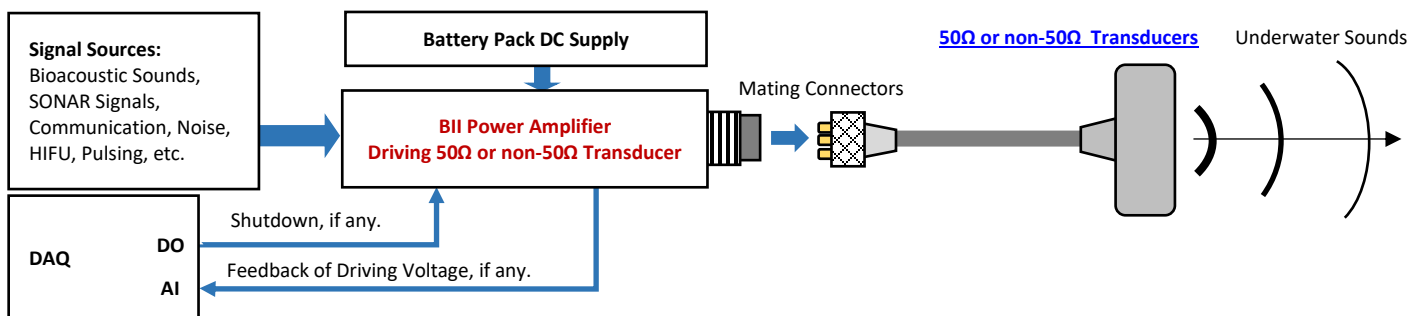 Signal Sources:
Bioacoustic Sounds,
SONAR Signals,
Communication, Noise,
HIFU, Pulsing, etc.
Battery Pack DC Supply
BII Power Amplifier
Driving 50Ω or non-50Ω Transducer
Mating Connectors
50Ω or non-50Ω  Transducers
Underwater Sounds
DAQ
DO
AI
Shutdown, if any.
Feedback of Driving Voltage, if any.